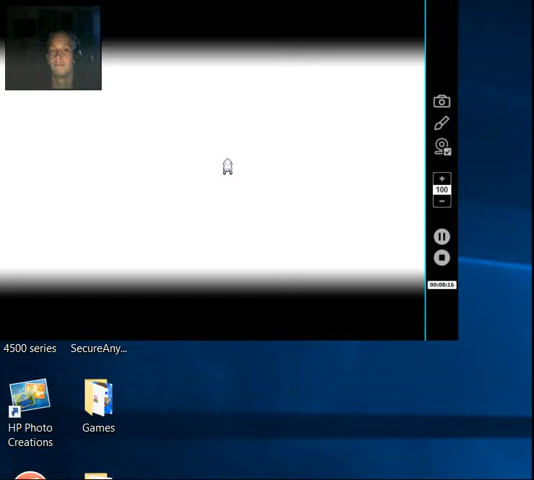 +
100
−
00:08:16
4500 series
SecureAny...
HP Photo
Creations
Games